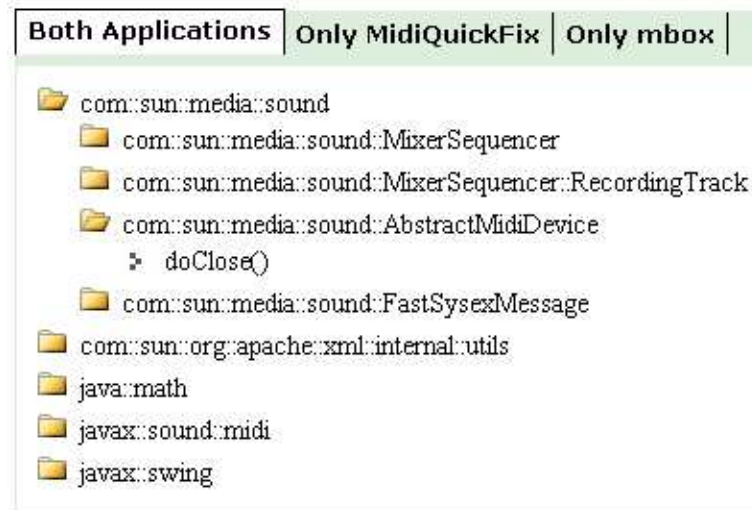 Both Applications Only MidiQuickFix Only mbox
com::sun::media::sound
com::sun::media::sound::MixerSequencer
com::sun::media::sound::MixerSequencer::RecordingTrack
com::sun::media::sound::AbstractMidiDevice
doClose()
com::sun::media::sound::FastSysexMessage
com::sun::org::apache::xml::internal::utils
java::math
javax::sound::midi
javax::swing